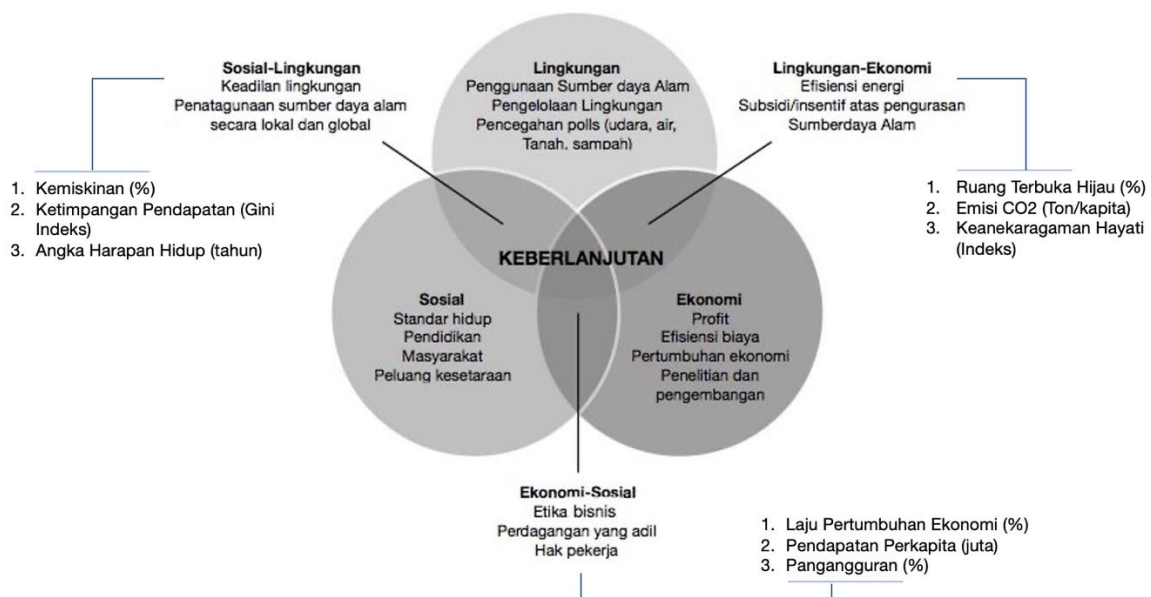 Sosial-Lingkungan
Keadilan lingkungan
Penatagunaan sumber daya alam
secara lokal dan global
Lingkungan
Penggunaan Sumber daya Alam
Pengelolaan Lingkungan
Pencegahan polls (udara, air,
Tanah, sampah)
Lingkungan-Ekonomi
Efisiensi energi
Subsidi/insentif atas pengurasan
Sumberdaya Alam
1. Kemiskinan (%)
2. Ketimpangan Pendapatan (Gini
Indeks)
3. Angka Harapan Hidup (tahun)
1. Ruang Terbuka Hijau (%)
2. Emisi CO2 (Ton/kapita)
3. Keanekaragaman Hayati
(Indeks)
KEBERLANJUTAN
Sosial
Standar hidup
Pendidikan
Masyarakat
Peluang kesetaraan
Ekonomi
Profit
Efisiensi biaya
Pertumbuhan ekonomi
Penelitian dan
pengembangan
Ekonomi-Sosial
Etika bisnis
Perdagangan yang adil
Hak pekerja
1. Laju Pertumbuhan Ekonomi (%)
2. Pendapatan Perkapita (juta)
3. Pangangguran (%)